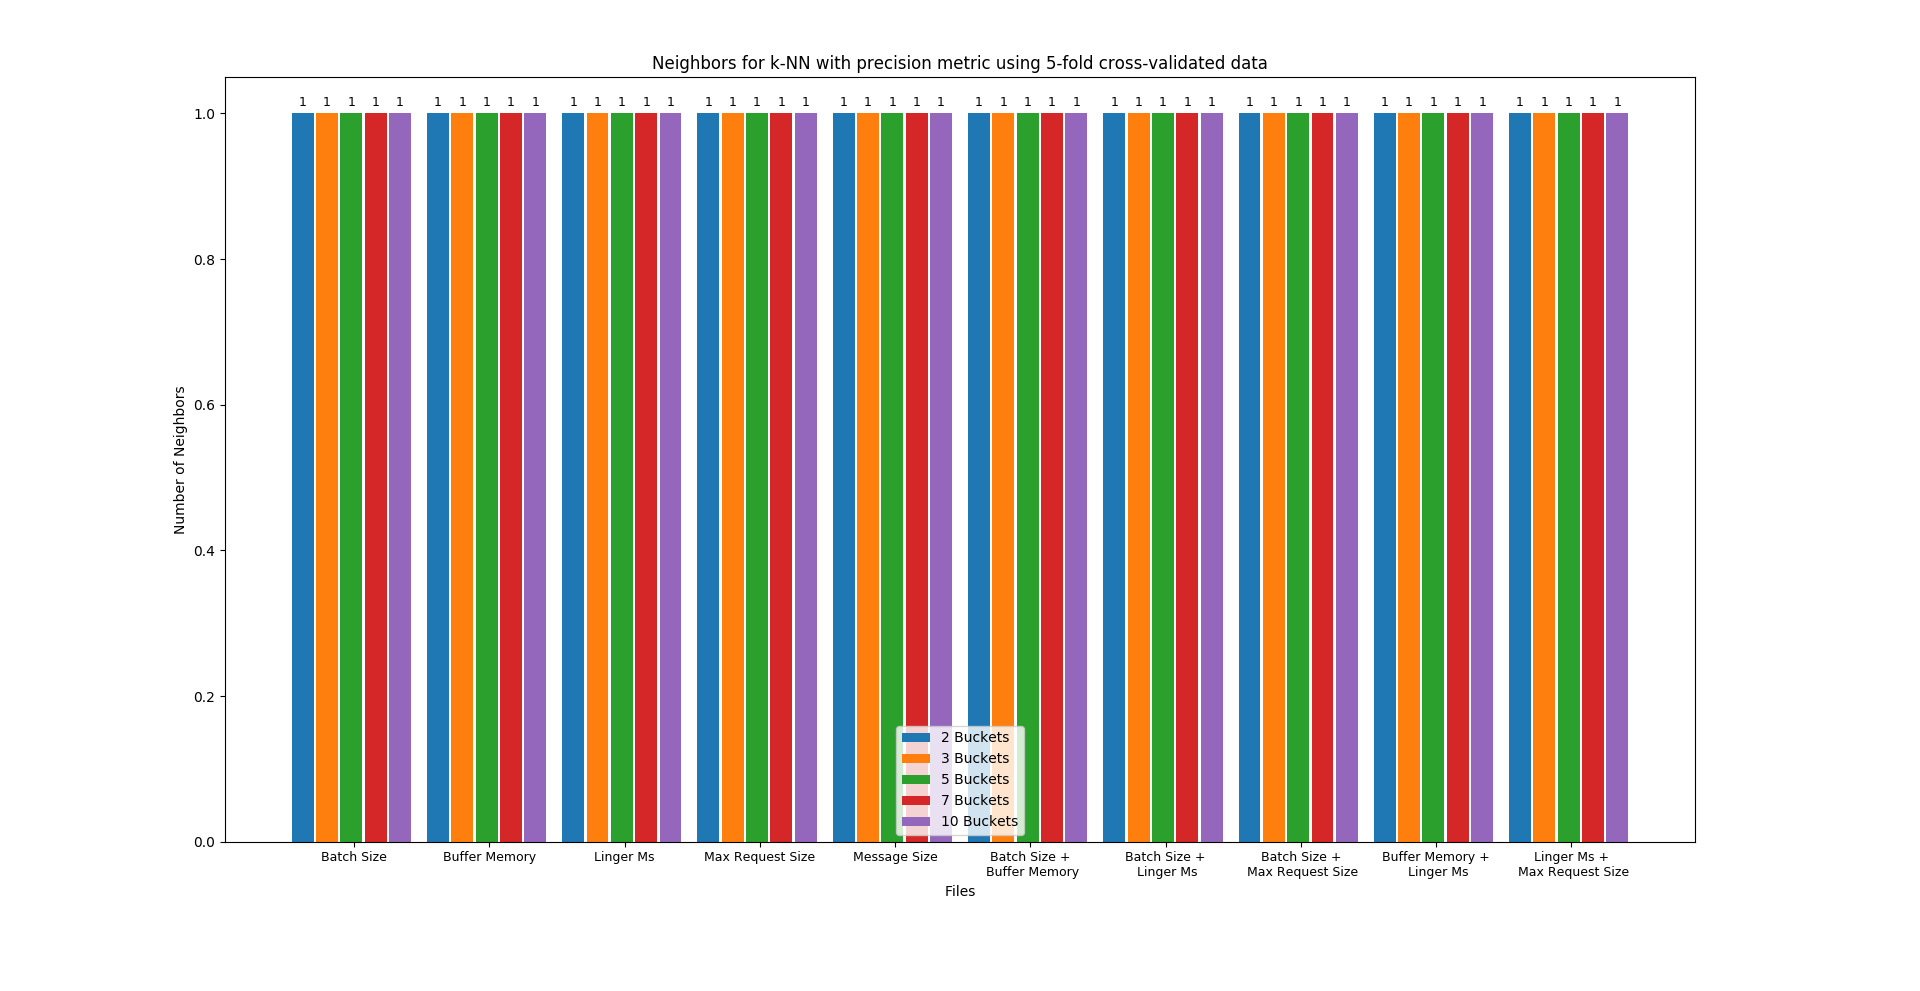 Neighbors for k-NN with precision metric using 5-fold cross-validated data
1 1 1 1 1 1 1 1 1 1 1 1 1 1 1 1 1 1 1 1 1 1 1 1 1 1 1 1 1 1 1 1 1 1 1 1 1 1 1 1 1 1 1 1 1 1 1 1 1 1
1.0
0.8
0.6
0.4
0.2
0.0
Number of Neighbors
2 Buckets
3 Buckets
5 Buckets
7 Buckets
10 Buckets
Batch Size
Buffer Memory
Linger Ms
Max Request Size
Message Size
Batch Size +
Buffer Memory
Batch Size +
Linger Ms
Batch Size +
Max Request Size
Buffer Memory +
Linger Ms
Linger Ms +
Max Request Size
Files